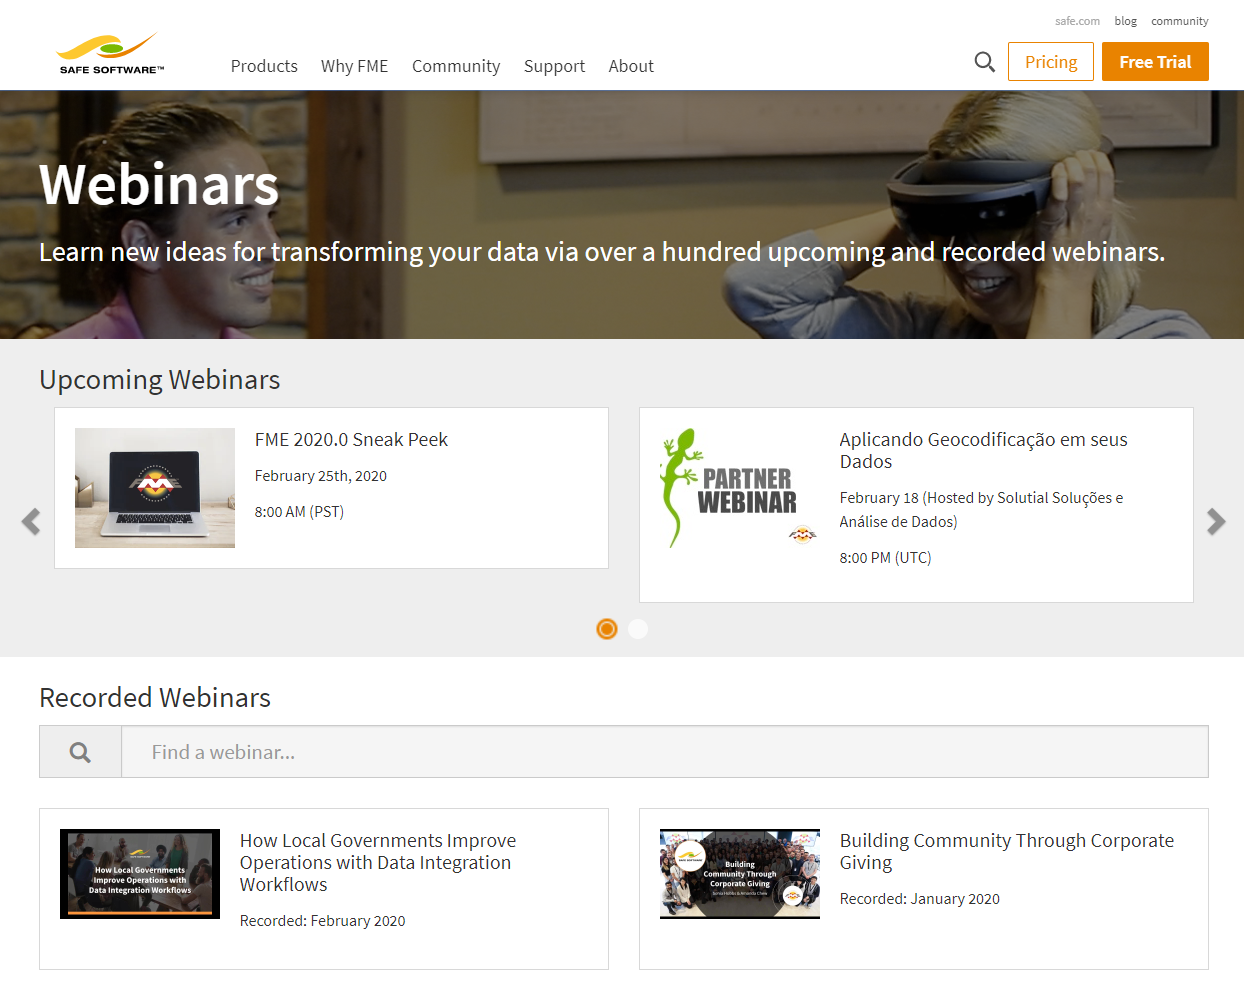 safe.com blog community
SAFE SOFTWARE™
Products Why FME Community Support About
Pricing
Free Trial
Webinars
Learn new ideas for transforming your data via over a hundred upcoming and recorded webinars.
Upcoming Webinars
FME
FME 2020.0 Sneak Peek
February 25th, 2020
8:00 AM (PST)
PARTNER
WEBINAR
Aplicando Geocodificação em seus
Dados
February 18 (Hosted by Solutial Soluções e
Análise de Dados)
8:00 PM (UTC)
Recorded Webinars
Find a webinar...
How Local Governments
Improve Operations with
Data Integration Workflows
How Local Governments Improve
Operations with Data Integration
Workflows
Recorded: February 2020
SAFE SOFTWARE
Building
Community Through
Corporate Giving
Building Community Through Corporate
Giving
Recorded: January 2020